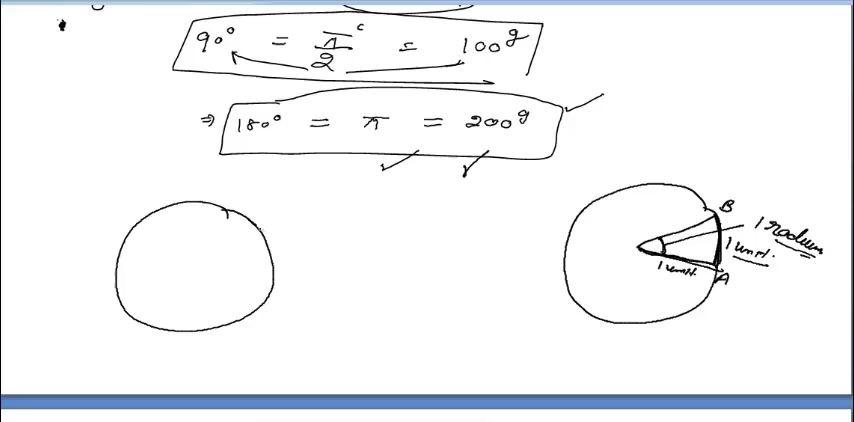 90° = π^c/2 = 100^g
⇒ 180° = π = 200^g
B
1 radian
1 unit.
1 unit.
A